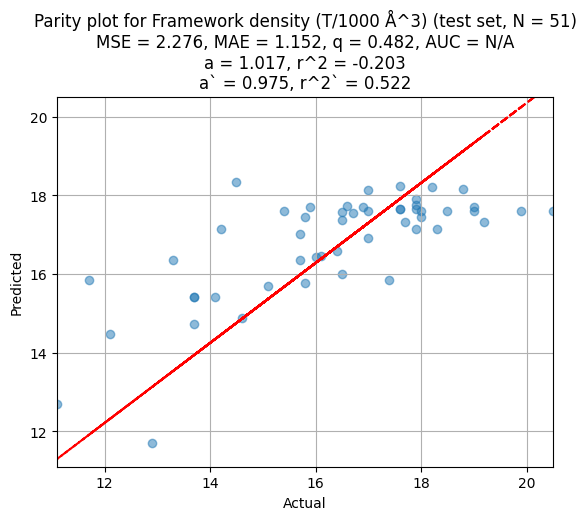 Parity plot for Framework density (T/1000 Å^3) (test set, N = 51)
MSE = 2.276, MAE = 1.152, q = 0.482, AUC = N/A
a = 1.017, r^2 = -0.203
a` = 0.975, r^2` = 0.522
20
18
16
14
12
Predicted
12 14 16 18 20
Actual